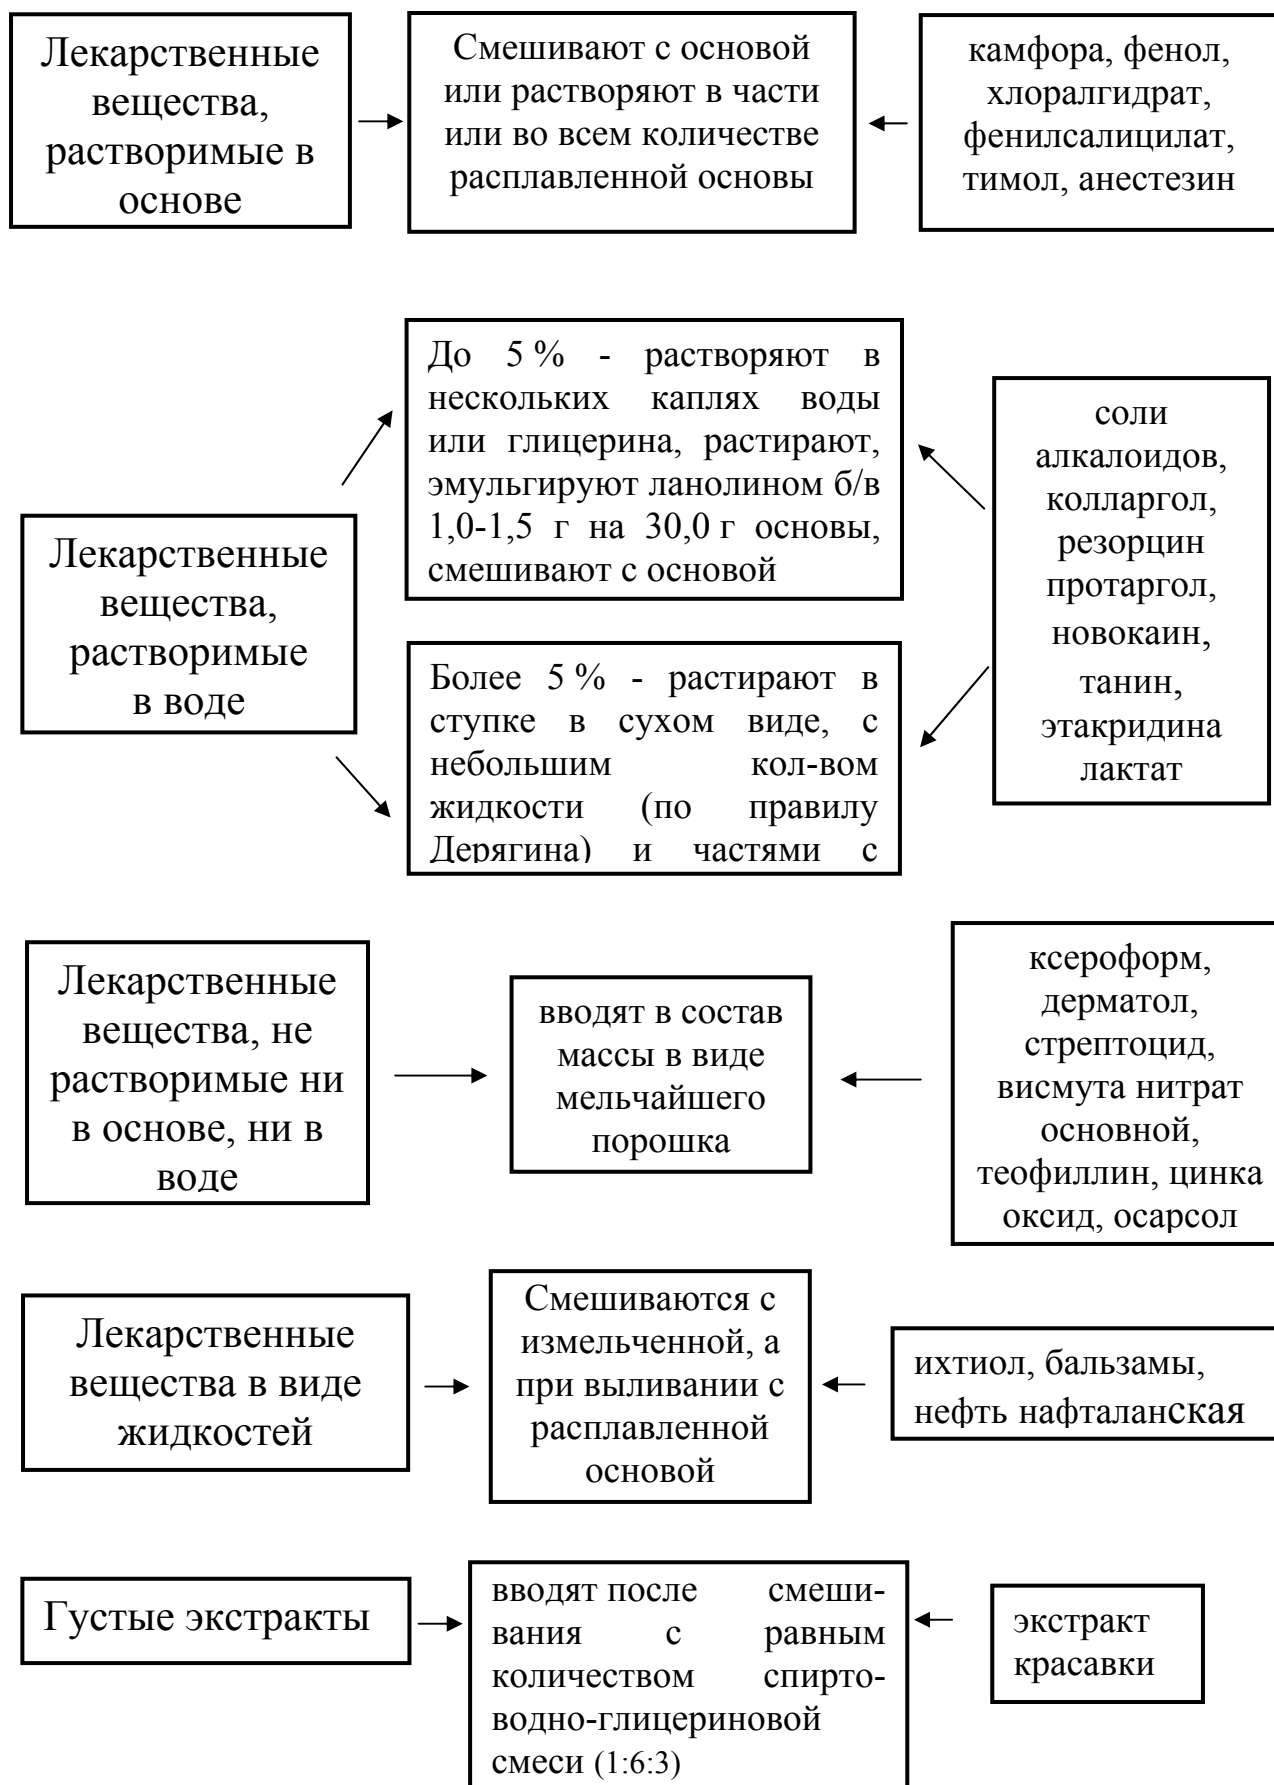 Лекарственные
вещества,
растворимые в
основе
Смешивают с основой
или растворяют в части
или во всем количестве
расплавленной основы
камфора, фенол,
хлоралгидрат,
фенилсалицилат,
тимол, анестезин
Лекарственные
вещества,
растворимые
в воде
До 5 % - растворяют в
нескольких каплях воды
или глицерина, растирают,
эмульгируют ланолином б/в
1,0-1,5 г на 30,0 г основы,
смешивают с основой
Более 5 % - растирают в
ступке в сухом виде, с
небольшим кол-вом
жидкости (по правилу
Дерягина) и частями с
соли
алкалоидов,
колларгол,
резорцин
протаргол,
новокаин,
танин,
этакридина
лактат
Лекарственные
вещества, не
растворимые ни
в основе, ни в
воде
вводят в состав
массы в виде
мельчайшего
порошка
ксероформ,
дерматол,
стрептоцид,
висмута нитрат
основной,
теофиллин, цинка
оксид, осарсол
Лекарственные
вещества в виде
жидкостей
Смешиваются с
измельченной, а
при выливании с
расплавленной
основой
ихтиол, бальзамы,
нефть нафталанская
Густые экстракты
вводят после смеши-
вания с равным
количеством спирто-
водно-глицериновой
смеси (1:6:3)
экстракт
красавки